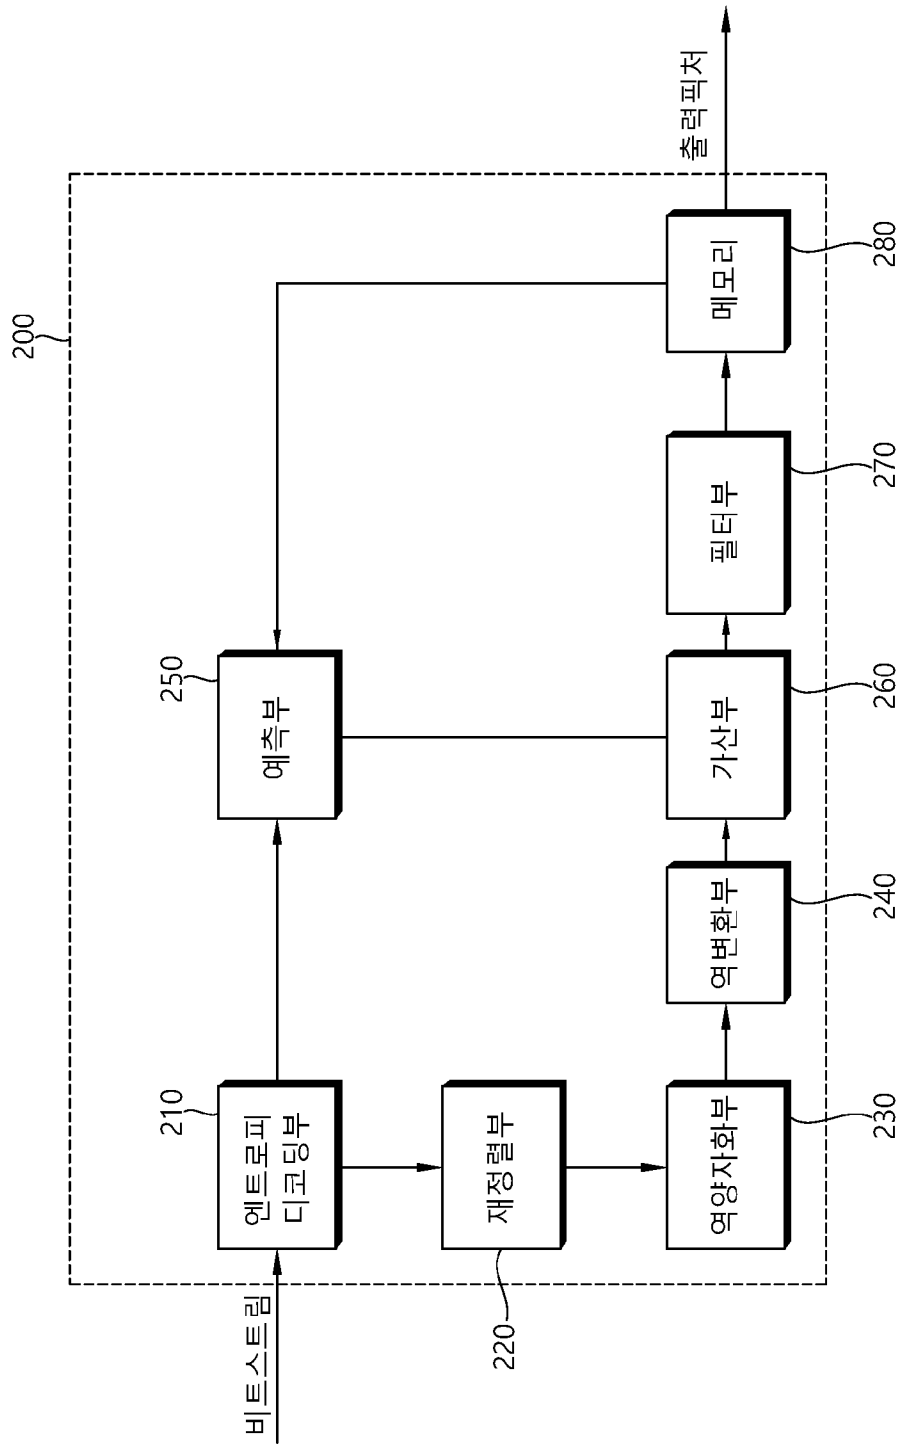 200
비트스트림
210
엔트로피
디코딩부
250
예측부
220
재정렬부
230
역양자화부
240
역변환부
260
가산부
270
필터부
280
메모리
출력픽처